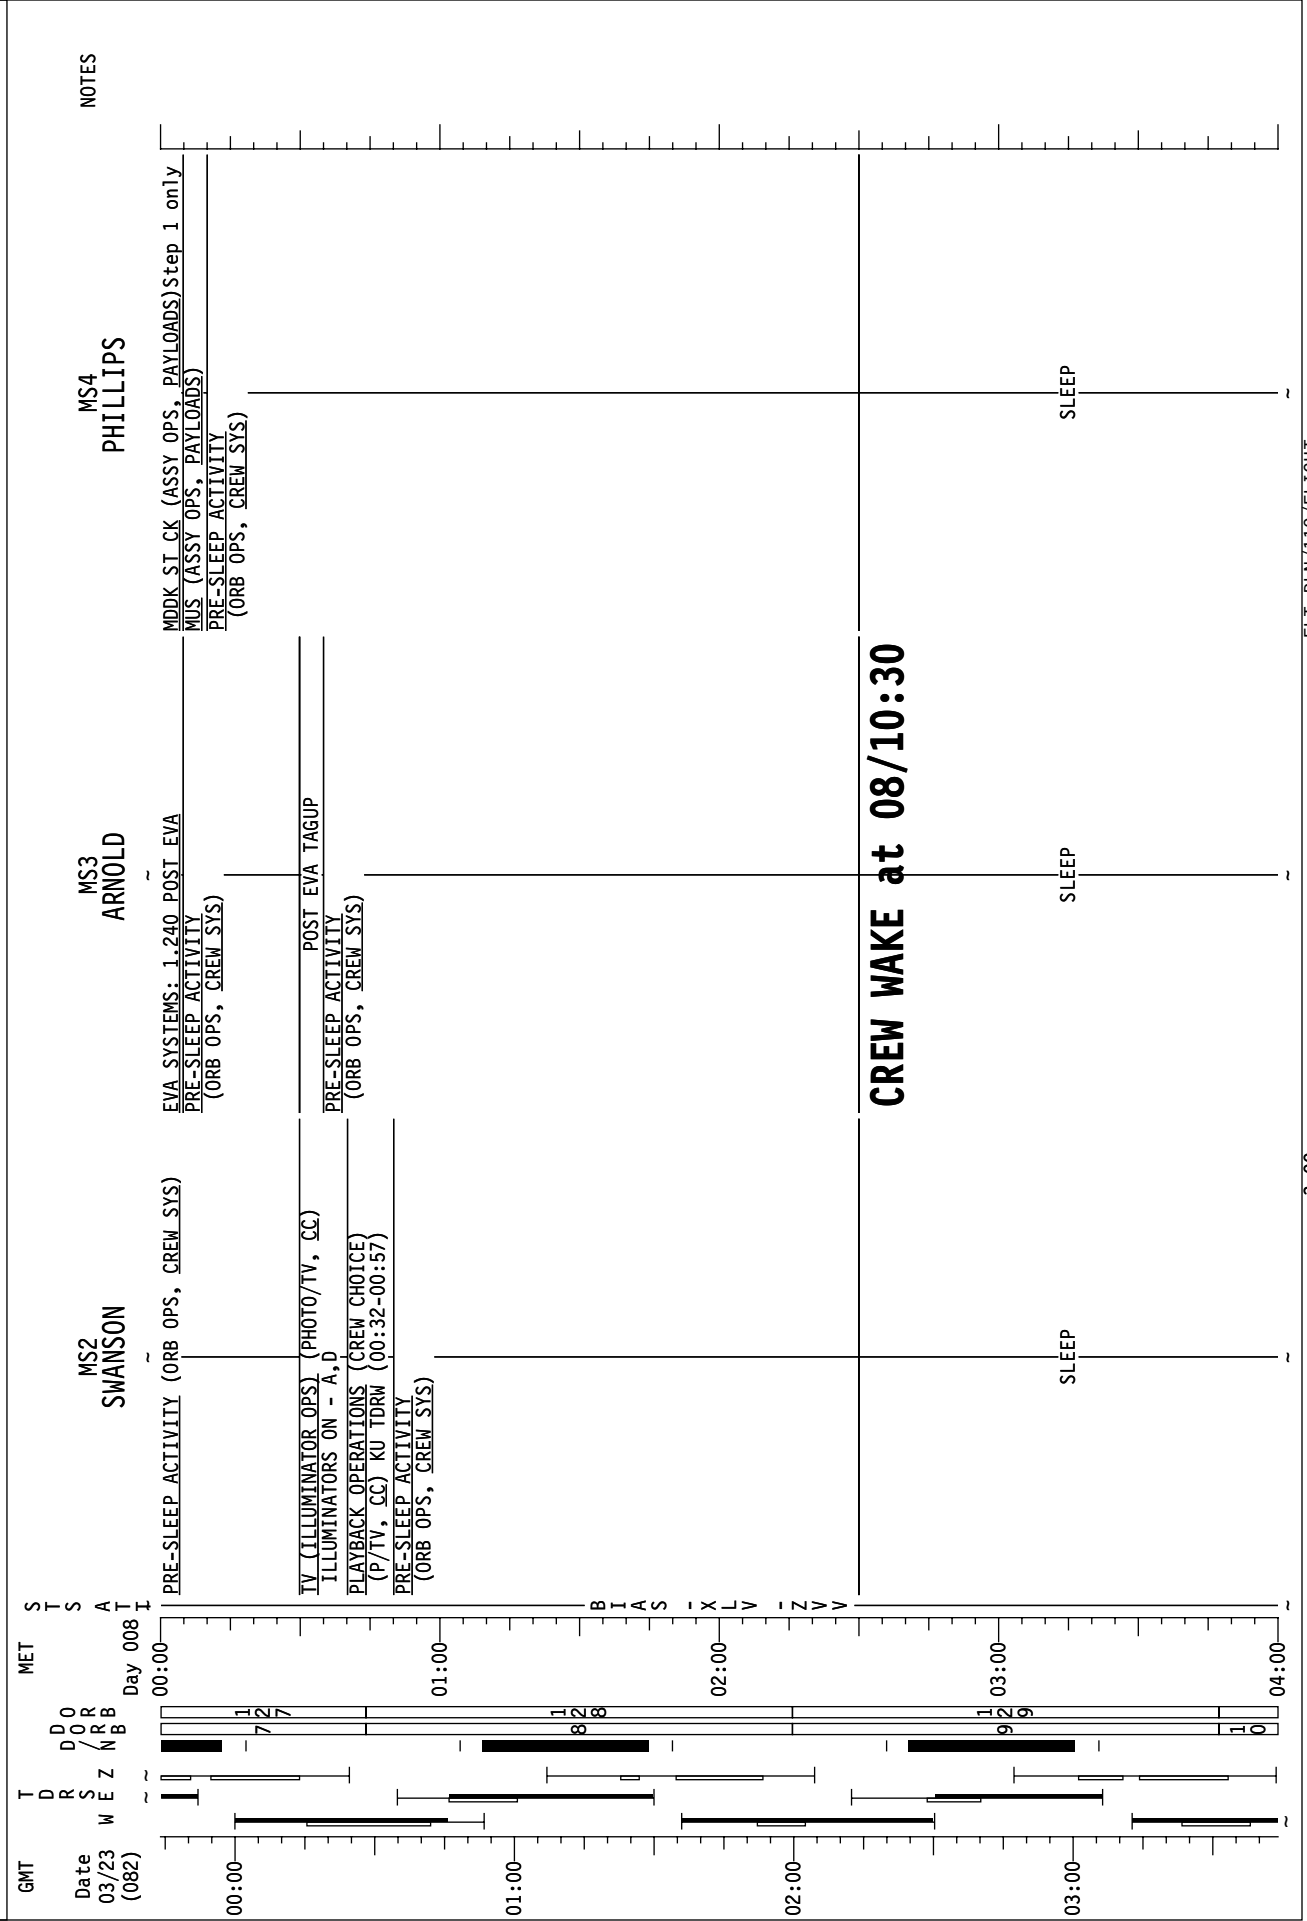 GMT
Date
03/23
(082)
00:00
01:00
02:00
03:00
T
D
R
S
W E Z
D D O
/ O R
N R B
B B
7
8
9
10
127
128
129
MET
Day 008
00:00
01:00
02:00
03:00
04:00
S
T
S
A
T
T
BIAS -XLV -ZVV
MS2
SWANSON
PRE-SLEEP ACTIVITY (ORB OPS, CREW SYS)
TV (ILLUMINATOR OPS) (PHOTO/TV, CC)
ILLUMINATORS ON - A,D
PLAYBACK OPERATIONS (CREW CHOICE)
(P/TV, CC) KU TDRW (00:32-00:57)
PRE-SLEEP ACTIVITY
(ORB OPS, CREW SYS)
SLEEP
MS3
ARNOLD
EVA SYSTEMS: 1.240 POST EVA
PRE-SLEEP ACTIVITY
(ORB OPS, CREW SYS)
POST EVA TAGUP
PRE-SLEEP ACTIVITY
(ORB OPS, CREW SYS)
CREW WAKE at 08/10:30
SLEEP
MS4
PHILLIPS
MDDK ST CK (ASSY OPS, PAYLOADS)Step 1 only
MUS (ASSY OPS, PAYLOADS)
PRE-SLEEP ACTIVITY
(ORB OPS, CREW SYS)
SLEEP
NOTES